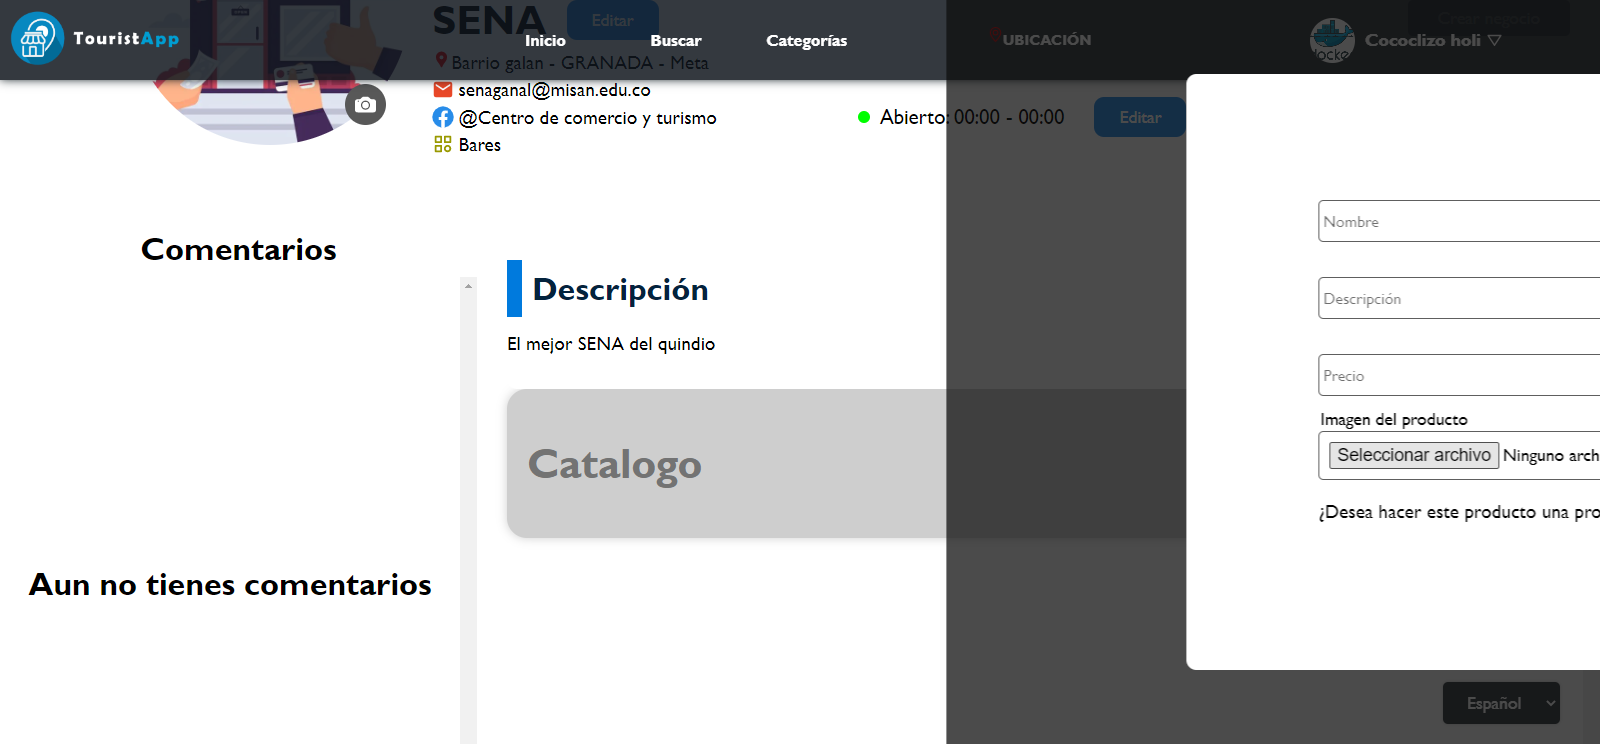 TouristApp
Inicio
Buscar
Categorías
UBICACIÓN
Crear negocio
Cococlizo holi ▽
SENA
Editar
Barrio galan - GRANADA - Meta
senaganal@misan.edu.co
@Centro de comercio y turismo
Bares
Abierto: 00:00 - 00:00
Editar
Comentarios
Aun no tienes comentarios
Descripción
El mejor SENA del quindio
Catalogo
Nombre
Descripción
Precio
Imagen del producto
Seleccionar archivo Ninguno arch
¿Desea hacer este producto una pro
Español